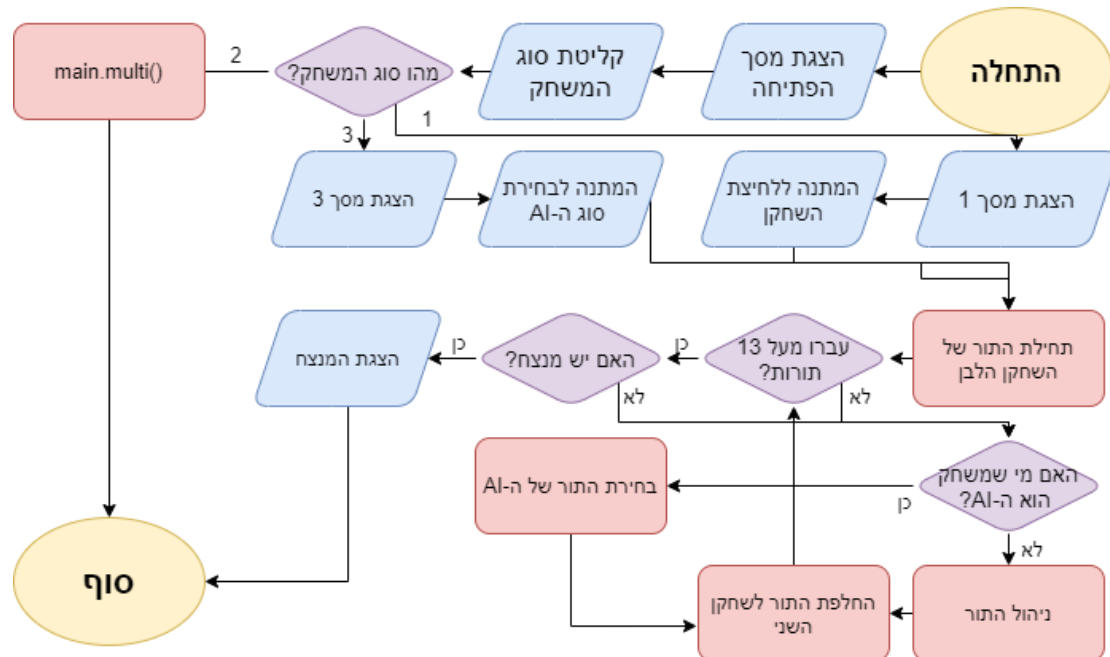 התחלה
הצגת מסך
הפתיחה
קליטת סוג
המשחק
מהו סוג המשחק?
2
main.multi()
1
3
הצגת מסך 1
המתנה ללחיצת
השחקן
המתנה לבחירת
סוג ה-AI
הצגת מסך 3
תחילת התור של
השחקן הלבן
עברו מעל 13
תורות?
כן
לא
האם יש מנצח?
כן
לא
הצגת המנצח
האם מי שמשחק
הוא ה-AI?
כן
לא
בחירת התור של ה-AI
ניהול התור
החלפת התור לשחקן
השני
סוף